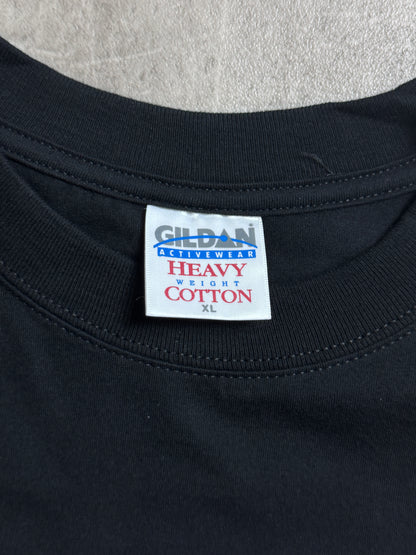 GILDAN
ACTIVEWEAR
HEAVY
WEIGHT
COTTON
XL